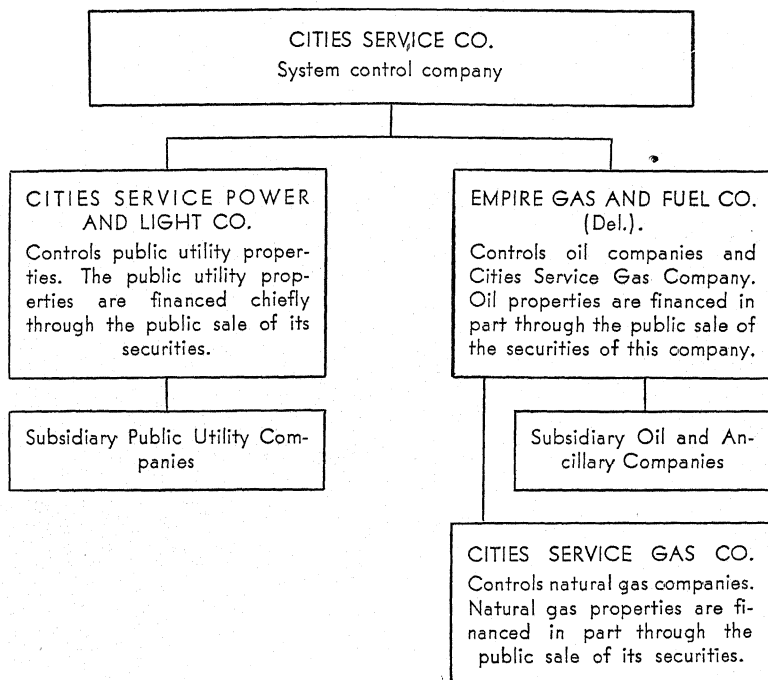 CITIES SERVICE CO.
System control company
CITIES SERVICE POWER
AND LIGHT CO.
Controls public utility proper-
ties. The public utility prop-
erties are financed chiefly
through the public sale of its
securities.
EMPIRE GAS AND FUEL CO.
(Del.).
Controls oil companies and
Cities Service Gas Company.
Oil properties are financed in
part through the public sale of
the securities of this company.
Subsidiary Public Utility Com-
panies
Subsidiary Oil and An-
cillary Companies
CITIES SERVICE GAS CO.
Controls natural gas companies.
Natural gas properties are fi-
nanced in part through the
public sale of its securities.